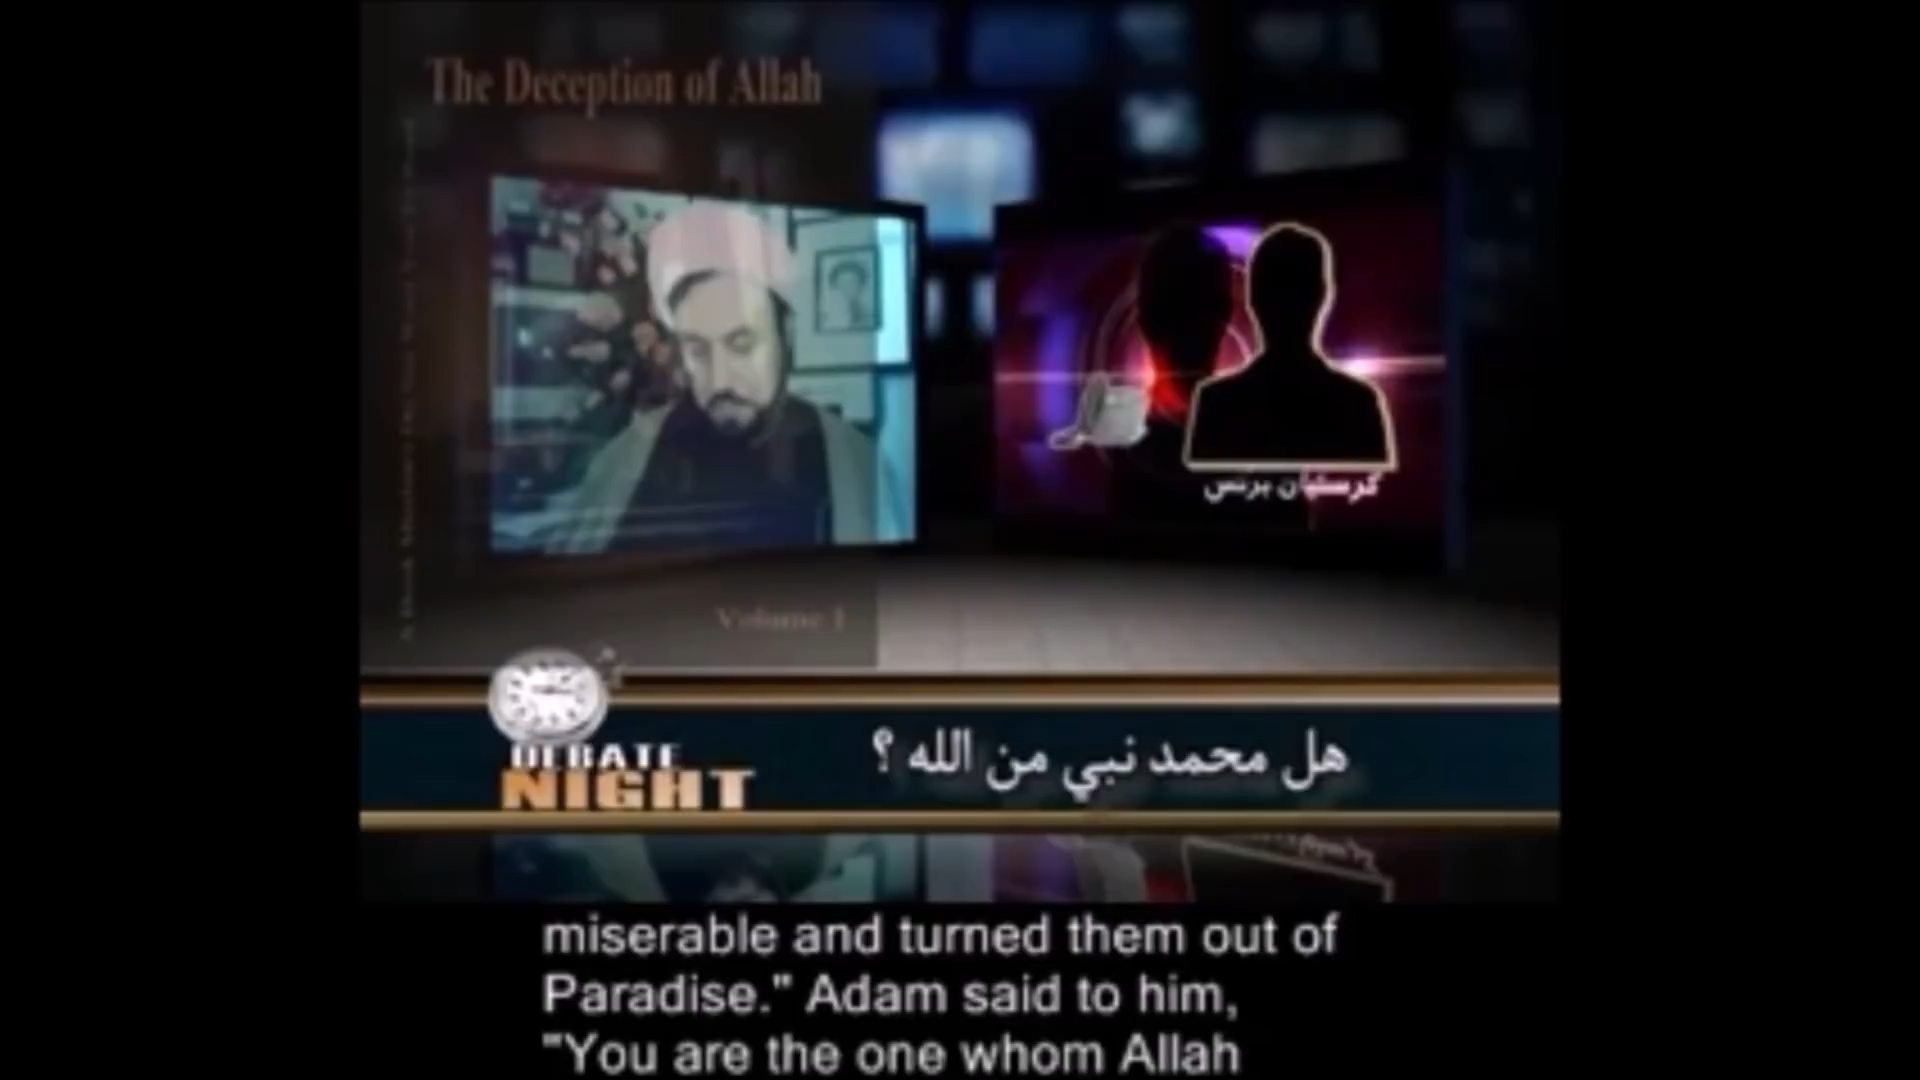 The Deception of Allah
كرستيان برنس
Volume 1
DEBATE
NIGHT
هل محمد نبي من الله ؟
miserable and turned them out of
Paradise." Adam said to him,
"You are the one whom Allah